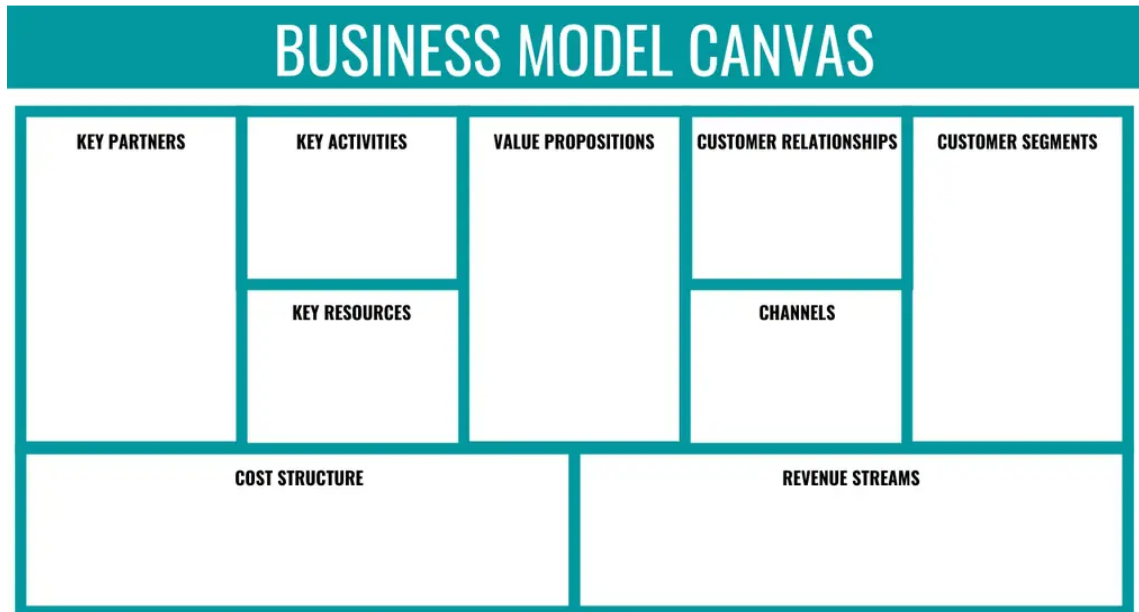 BUSINESS MODEL CANVAS
KEY PARTNERS
KEY ACTIVITIES
KEY RESOURCES
VALUE PROPOSITIONS
CUSTOMER RELATIONSHIPS
CHANNELS
CUSTOMER SEGMENTS
COST STRUCTURE
REVENUE STREAMS